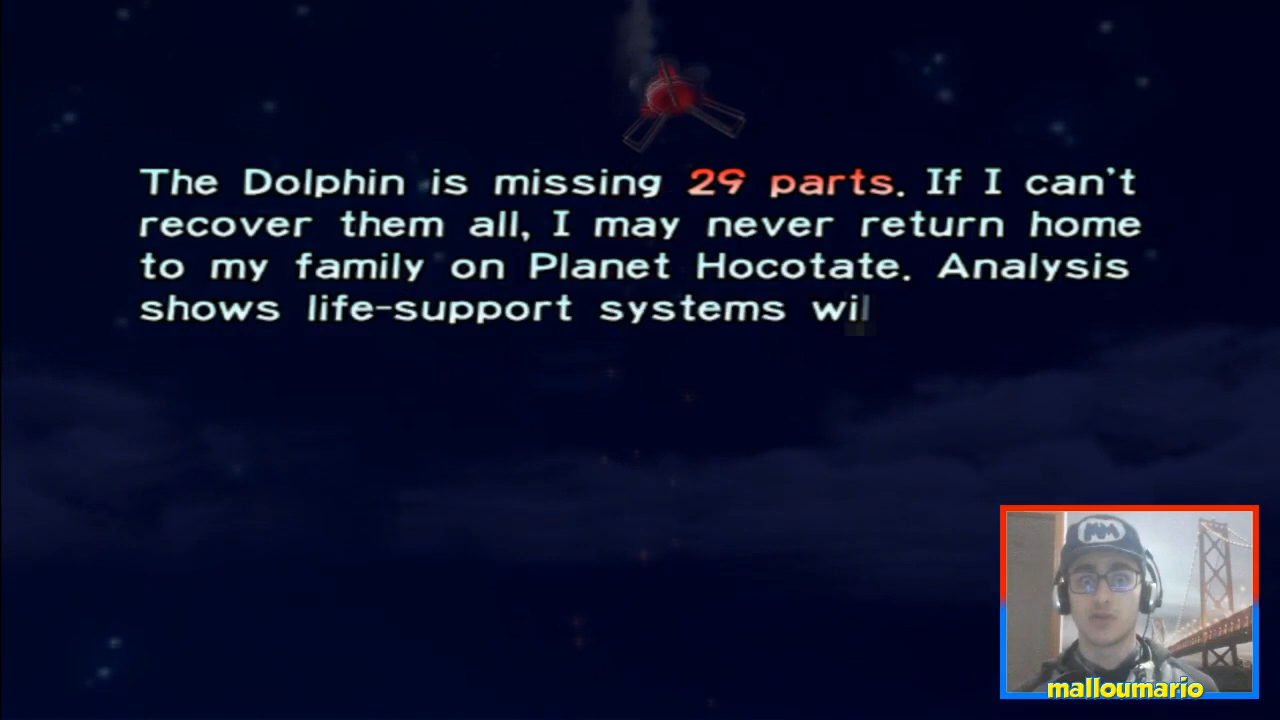 The Dolphin is missing 29 parts. If I can't
recover them all, I may never return home
to my family on Planet Hocotate. Analysis
shows life-support systems wil
MM
malloumario